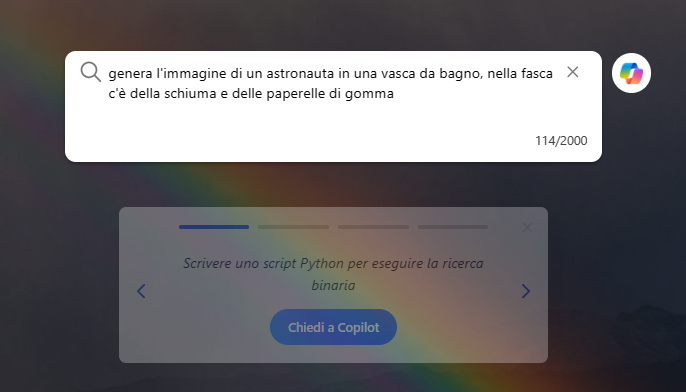 genera l'immagine di un astronauta in una vasca da bagno, nella fasca
c'è della schiuma e delle paperelle di gomma
114/2000
Scrivere uno script Python per eseguire la ricerca
binaria
Chiedi a Copilot